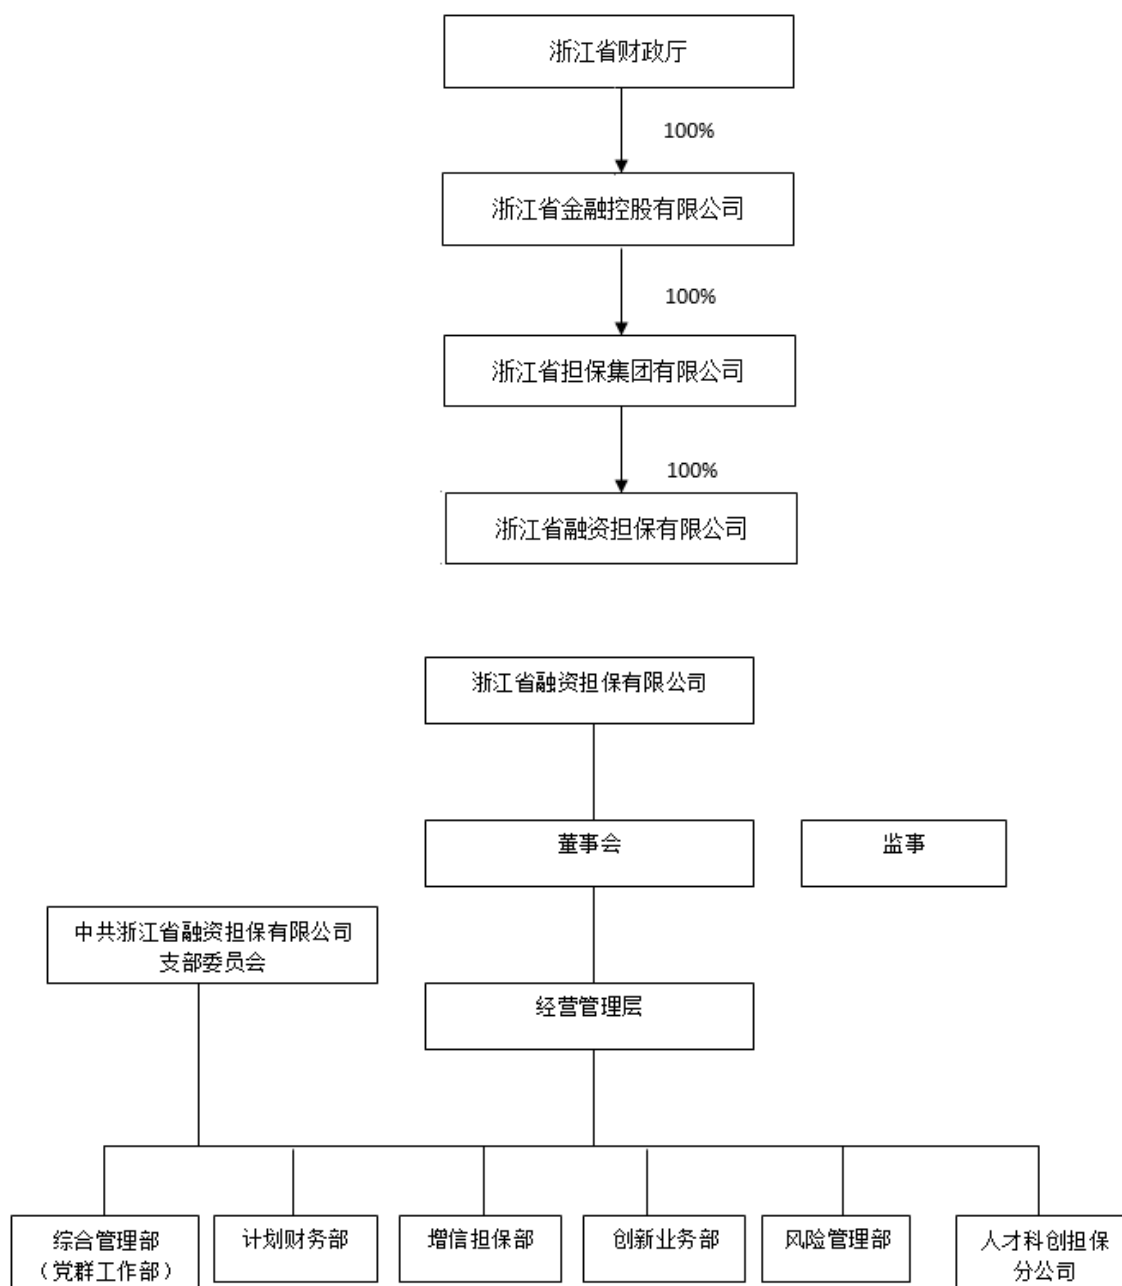 浙江省财政厅
100%
浙江省金融控股有限公司
100%
浙江省担保集团有限公司
100%
浙江省融资担保有限公司
浙江省融资担保有限公司
董事会
监事
中共浙江省融资担保有限公司
支部委员会
经营管理层
综合管理部
（党群工作部）
计划财务部
增信担保部
创新业务部
风险管理部
人才科创担保
分公司